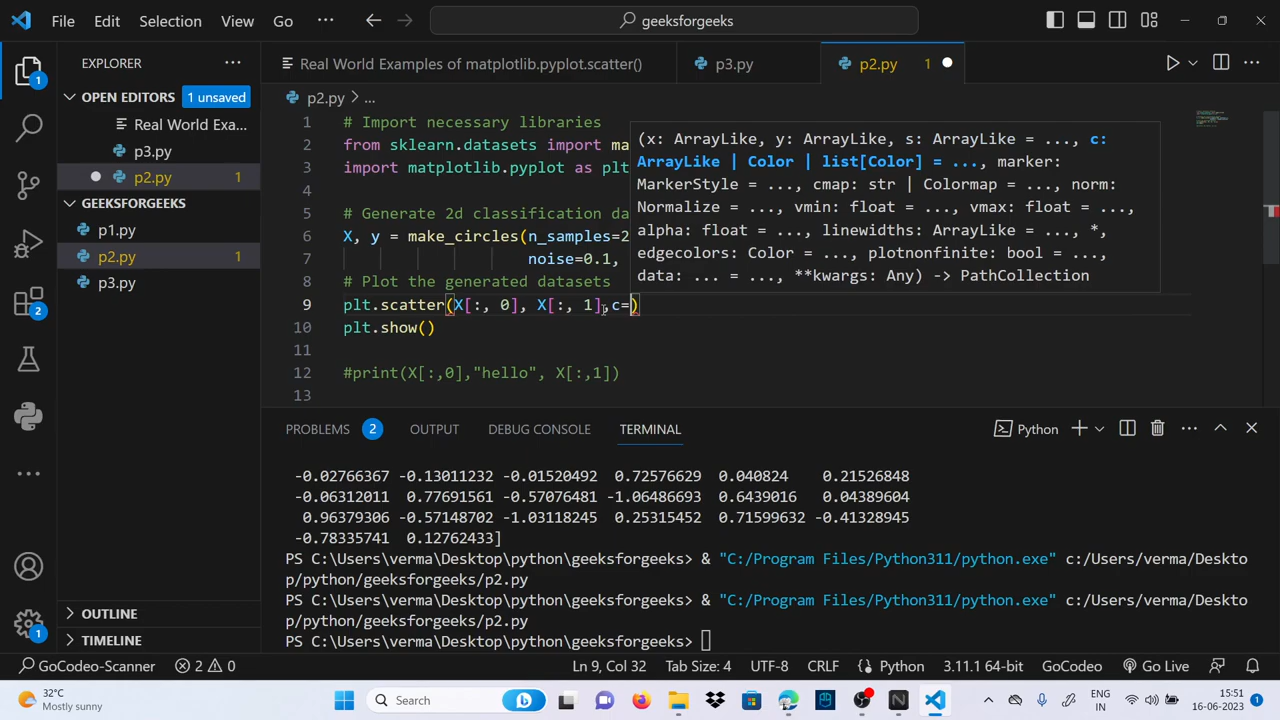 File Edit Selection View Go ··· geeksforgeeks
EXPLORER ···
Real World Examples of matplotlib.pyplot.scatter() p3.py p2.py 1
1
OPEN EDITORS 1 unsaved
Real World Exa...
p3.py
p2.py 1
GEEKSFORGEEKS
p1.py
p2.py 1
p3.py
2
OUTLINE
TIMELINE
1
p2.py > ...
1 # Import necessary libraries
2 from sklearn.datasets import ma
3 import matplotlib.pyplot as plt
4
5 # Generate 2d classification da
6 X, y = make_circles(n_samples=2
7 noise=0.1,
8 # Plot the generated datasets
9 plt.scatter(X[:, 0], X[:, 1],c=)
10 plt.show()
11
12 #print(X[:,0],"hello", X[:,1])
13
(x: ArrayLike, y: ArrayLike, s: ArrayLike = ..., c:
ArrayLike | Color | list[Color] = ..., marker:
MarkerStyle = ..., cmap: str | Colormap = ..., norm:
Normalize = ..., vmin: float = ..., vmax: float = ...,
alpha: float = ..., linewidths: ArrayLike = ..., *,
edgecolors: Color = ..., plotnonfinite: bool = ...,
data: ... = ..., **kwargs: Any) -> PathCollection
PROBLEMS 2 OUTPUT DEBUG CONSOLE TERMINAL Python
-0.02766367 -0.13011232 -0.01520492 0.72576629 0.040824 0.21526848
-0.06312011 0.77691561 -0.57076481 -1.06486693 0.6439016 0.04389604
0.96379306 -0.57148702 -1.03118245 0.25315452 0.71599632 -0.41328945
-0.78335741 0.12762433]
PS C:\Users\verma\Desktop\python\geeksforgeeks> & "C:/Program Files/Python311/python.exe" c:/Users/verma/Deskto
p/python/geeksforgeeks/p2.py
PS C:\Users\verma\Desktop\python\geeksforgeeks> & "C:/Program Files/Python311/python.exe" c:/Users/verma/Deskto
p/python/geeksforgeeks/p2.py
PS C:\Users\verma\Desktop\python\geeksforgeeks>
GoCodeo-Scanner 2 0 Ln 9, Col 32 Tab Size: 4 UTF-8 CRLF Python 3.11.1 64-bit GoCodeo Go Live
32°C
Mostly sunny
Search
ENG
IN
15:51
16-06-2023
1